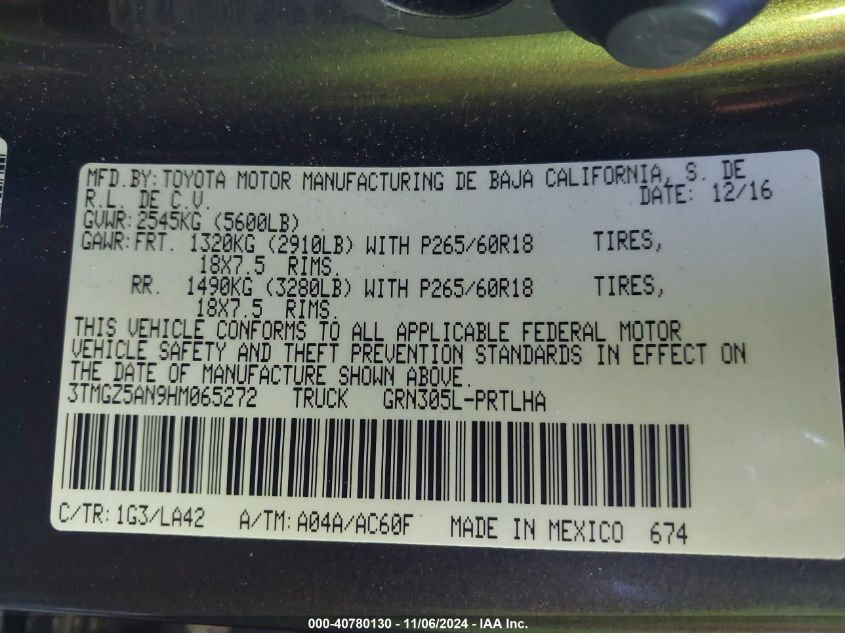 MFD.BY: TOYOTA MOTOR MANUFACTURING DE BAJA CALIFORNIA, S. DE
R.L. DE C.V. DATE: 12/16
GVWR: 2545KG (5600LB)
GAWR: FRT. 1320KG (2910LB) WITH P265/60R18 TIRES,
18X7.5 RIMS.
RR. 1490KG (3280LB) WITH P265/60R18 TIRES,
18X7.5 RIMS.
THIS VEHICLE CONFORMS TO ALL APPLICABLE FEDERAL MOTOR
VEHICLE SAFETY AND THEFT PREVENTION STANDARDS IN EFFECT ON
THE DATE OF MANUFACTURE SHOWN ABOVE.
3TMGZ5AN9HM065272 TRUCK GRN305L-PRTLHA
C/TR: 1G3/LA42 A/TM: A04A/AC60F MADE IN MEXICO 674
000-40780130 - 11/06/2024 - IAA Inc.